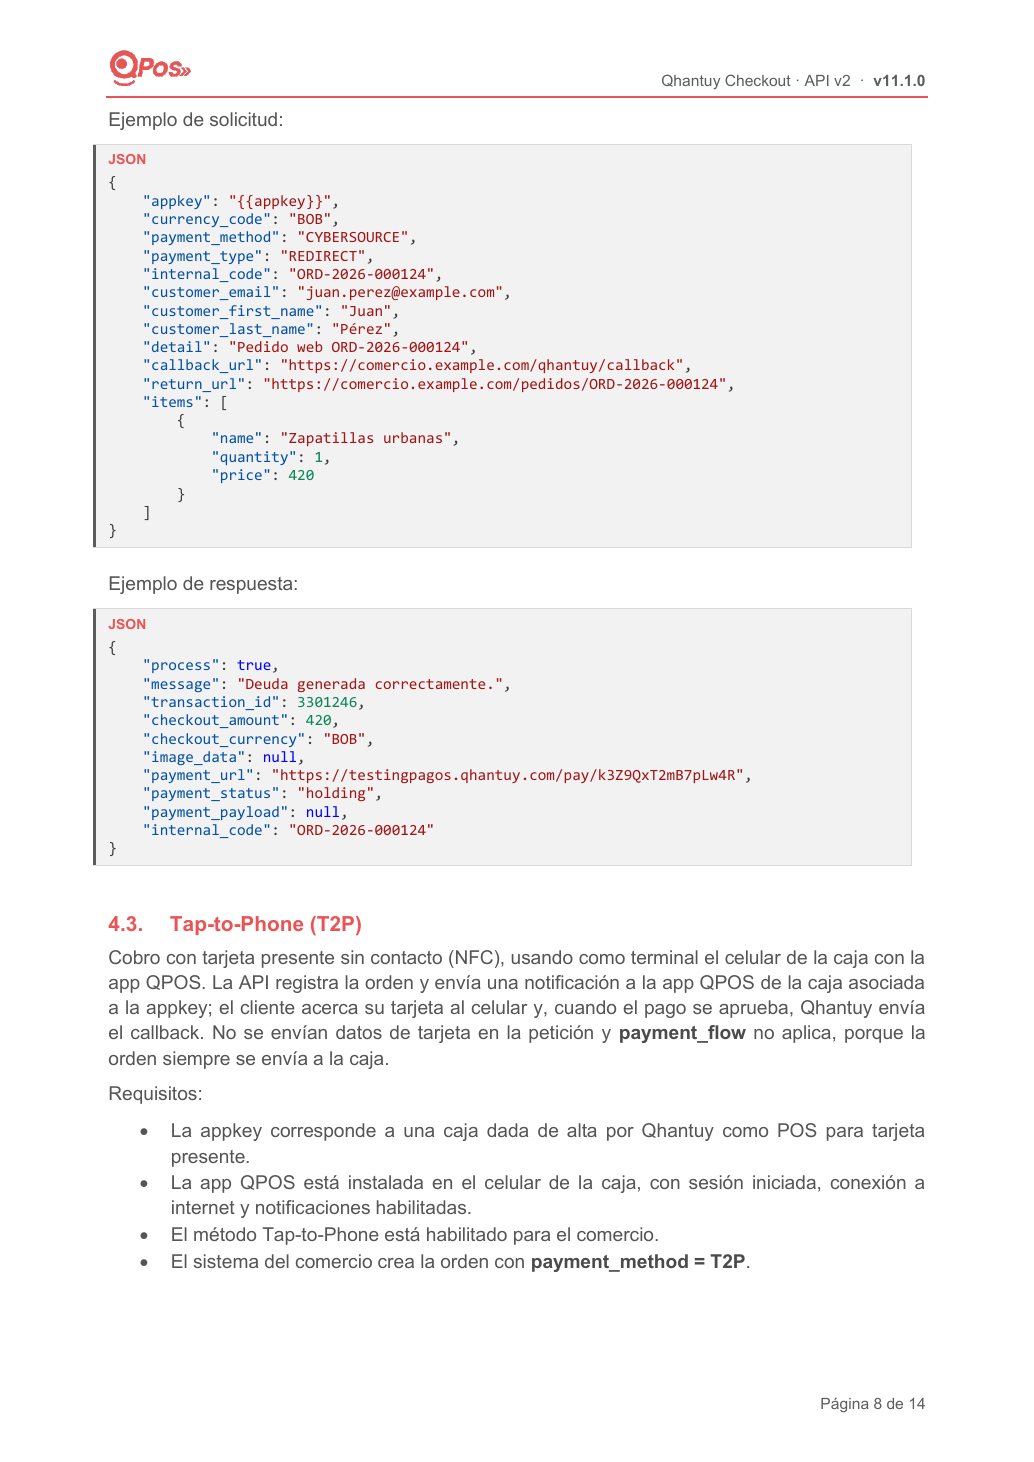 QPos»
Qhantuy Checkout · API v2 · v11.1.0
Ejemplo de solicitud:
JSON
{
    "appkey": "{{appkey}}",
    "currency_code": "BOB",
    "payment_method": "CYBERSOURCE",
    "payment_type": "REDIRECT",
    "internal_code": "ORD-2026-000124",
    "customer_email": "juan.perez@example.com",
    "customer_first_name": "Juan",
    "customer_last_name": "Pérez",
    "detail": "Pedido web ORD-2026-000124",
    "callback_url": "https://comercio.example.com/qhantuy/callback",
    "return_url": "https://comercio.example.com/pedidos/ORD-2026-000124",
    "items": [
        {
            "name": "Zapatillas urbanas",
            "quantity": 1,
            "price": 420
        }
    ]
}
Ejemplo de respuesta:
JSON
{
    "process": true,
    "message": "Deuda generada correctamente.",
    "transaction_id": 3301246,
    "checkout_amount": 420,
    "checkout_currency": "BOB",
    "image_data": null,
    "payment_url": "https://testingpagos.qhantuy.com/pay/k3Z9QxT2mB7pLw4R",
    "payment_status": "holding",
    "payment_payload": null,
    "internal_code": "ORD-2026-000124"
}
4.3. Tap-to-Phone (T2P)
Cobro con tarjeta presente sin contacto (NFC), usando como terminal el celular de la caja con la
app QPOS. La API registra la orden y envía una notificación a la app QPOS de la caja asociada
a la appkey; el cliente acerca su tarjeta al celular y, cuando el pago se aprueba, Qhantuy envía
el callback. No se envían datos de tarjeta en la petición y payment_flow no aplica, porque la
orden siempre se envía a la caja.
Requisitos:
• La appkey corresponde a una caja dada de alta por Qhantuy como POS para tarjeta
presente.
• La app QPOS está instalada en el celular de la caja, con sesión iniciada, conexión a
internet y notificaciones habilitadas.
• El método Tap-to-Phone está habilitado para el comercio.
• El sistema del comercio crea la orden con payment_method = T2P.
Página 8 de 14